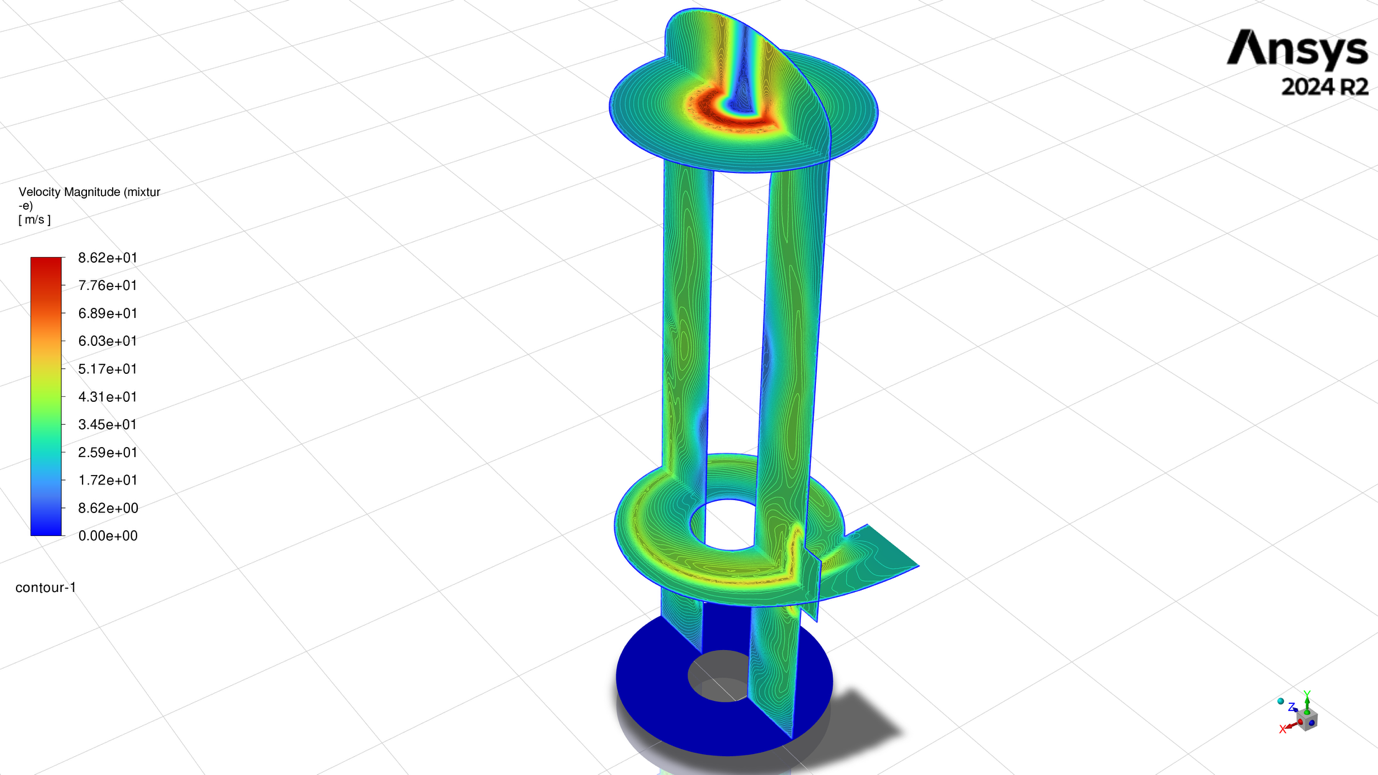 Ansys
2024 R2
Velocity Magnitude (mixtur
-e)
[ m/s ]
8.62e+01
7.76e+01
6.89e+01
6.03e+01
5.17e+01
4.31e+01
3.45e+01
2.59e+01
1.72e+01
8.62e+00
0.00e+00
contour-1
Y
Z
X